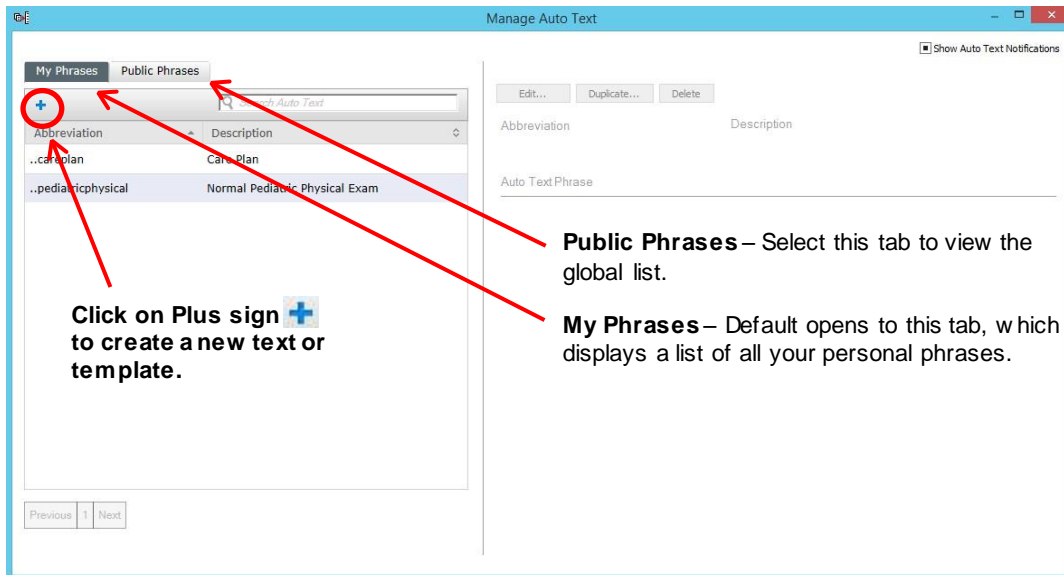 Manage Auto Text
Show Auto Text Notifications
My Phrases Public Phrases
Search Auto Text
Abbreviation Description
..careplan Care Plan
..pediatricphysical Normal Pediatric Physical Exam
Click on Plus sign
to create a new text or
template.
Previous 1 Next
Edit... Duplicate... Delete
Abbreviation Description
Auto Text Phrase
Public Phrases – Select this tab to view the
global list.
My Phrases – Default opens to this tab, which
displays a list of all your personal phrases.